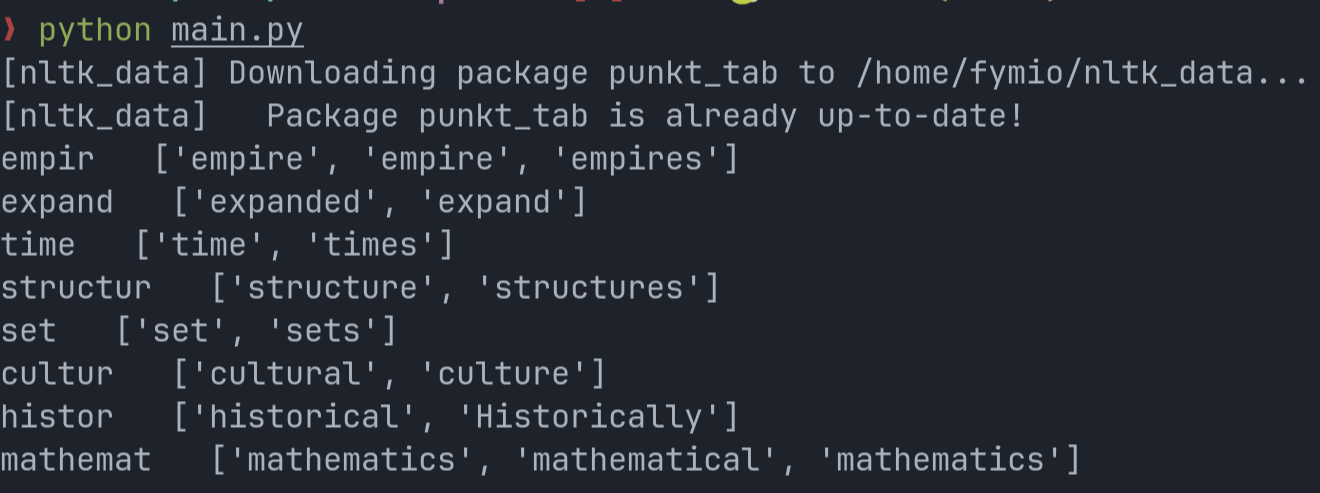 ❱ python main.py
[nltk_data] Downloading package punkt_tab to /home/fymio/nltk_data...
[nltk_data]   Package punkt_tab is already up-to-date!
empir   ['empire', 'empire', 'empires']
expand   ['expanded', 'expand']
time   ['time', 'times']
structur   ['structure', 'structures']
set   ['set', 'sets']
cultur   ['cultural', 'culture']
histor   ['historical', 'Historically']
mathemat   ['mathematics', 'mathematical', 'mathematics']